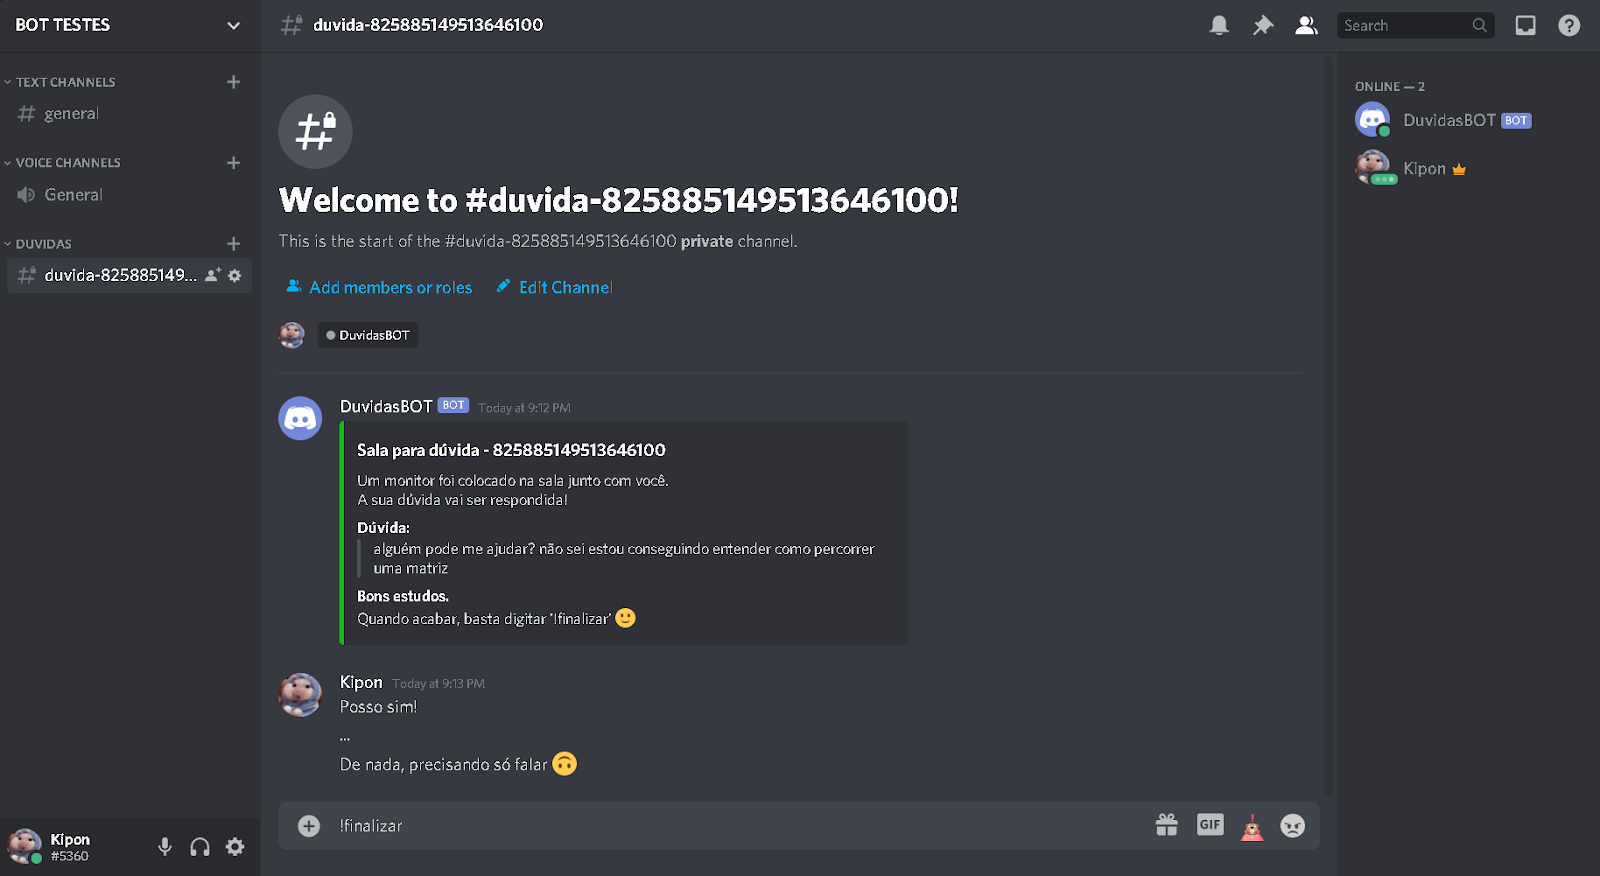 BOT TESTES
TEXT CHANNELS
general
VOICE CHANNELS
General
DUVIDAS
duvida-825885149...
Kipon
#5360
duvida-825885149513646100
Search
Welcome to #duvida-825885149513646100!
This is the start of the #duvida-825885149513646100 private channel.
Add members or roles
Edit Channel
DuvidasBOT
DuvidasBOT BOT Today at 9:12 PM
Sala para dúvida - 825885149513646100
Um monitor foi colocado na sala junto com você.
A sua dúvida vai ser respondida!
Dúvida:
alguém pode me ajudar? não sei estou conseguindo entender como percorrer
uma matriz
Bons estudos.
Quando acabar, basta digitar '!finalizar' 🙂
Kipon Today at 9:13 PM
Posso sim!
...
De nada, precisando só falar 🙃
!finalizar
GIF
ONLINE — 2
DuvidasBOT BOT
Kipon